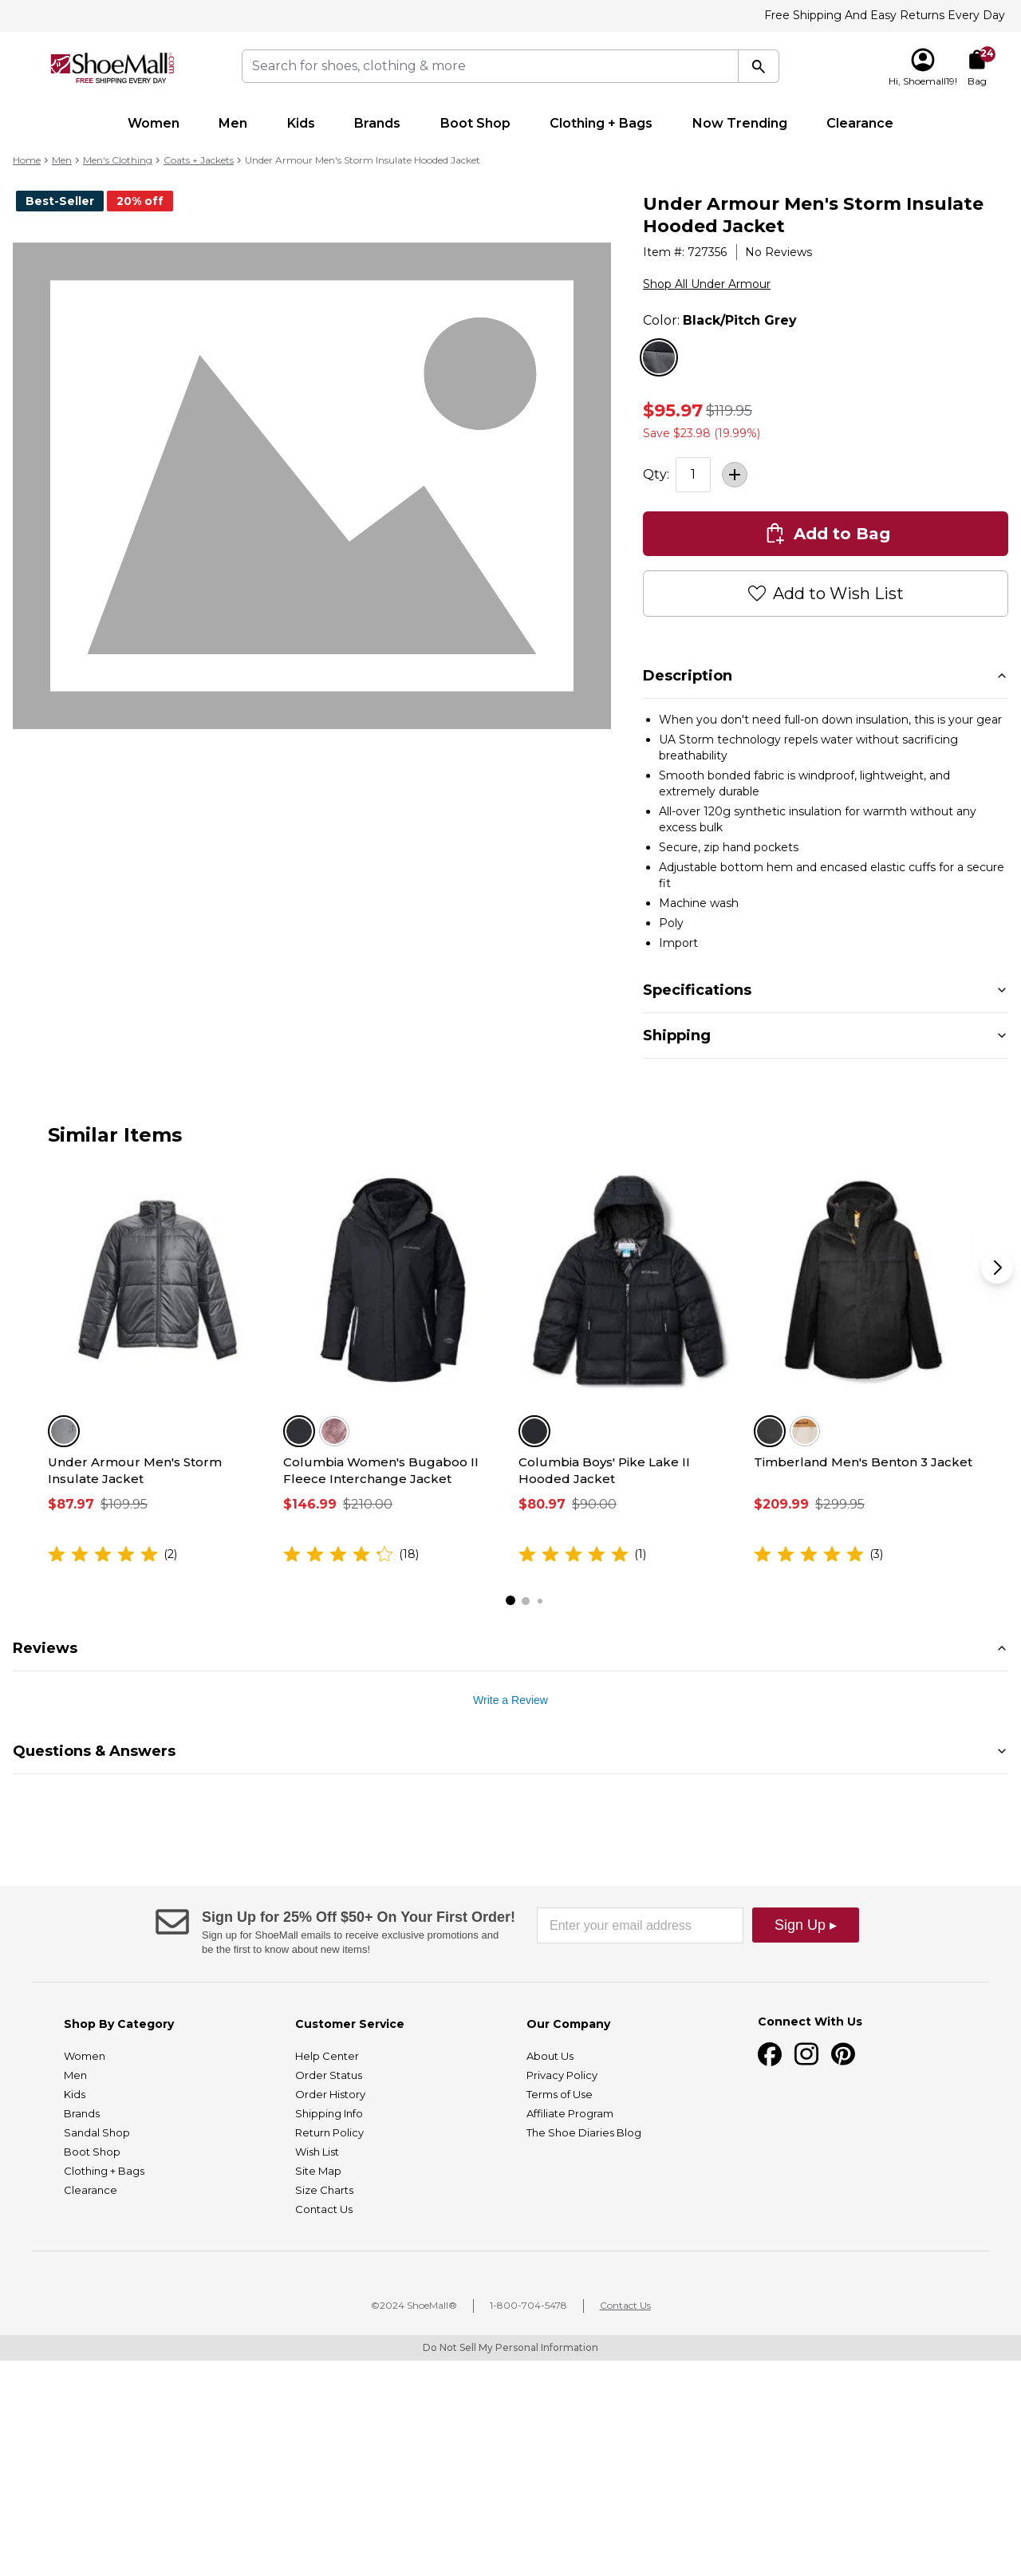 Free Shipping And Easy Returns Every Day
ShoeMall.com
FREE SHIPPING EVERY DAY
Search for shoes, clothing & more
Hi, Shoemall19!
24
Bag
Women Men Kids Brands Boot Shop Clothing + Bags Now Trending Clearance
Home > Men > Men's Clothing > Coats + Jackets > Under Armour Men's Storm Insulate Hooded Jacket
Best-Seller 20% off
Under Armour Men's Storm Insulate
Hooded Jacket
Item #: 727356 | No Reviews
Shop All Under Armour
Color: Black/Pitch Grey
$95.97 $119.95
Save $23.98 (19.99%)
Qty: 1 +
Add to Bag
Add to Wish List
Description
When you don't need full-on down insulation, this is your gear
UA Storm technology repels water without sacrificing
breathability
Smooth bonded fabric is windproof, lightweight, and
extremely durable
All-over 120g synthetic insulation for warmth without any
excess bulk
Secure, zip hand pockets
Adjustable bottom hem and encased elastic cuffs for a secure
fit
Machine wash
Poly
Import
Specifications
Shipping
Similar Items
Under Armour Men's Storm
Insulate Jacket
$87.97 $109.95
(2)
Columbia Women's Bugaboo II
Fleece Interchange Jacket
$146.99 $210.00
(18)
Columbia Boys' Pike Lake II
Hooded Jacket
$80.97 $90.00
(1)
Timberland Men's Benton 3 Jacket
$209.99 $299.95
(3)
Reviews
Write a Review
Questions & Answers
Sign Up for 25% Off $50+ On Your First Order!
Sign up for ShoeMall emails to receive exclusive promotions and
be the first to know about new items!
Enter your email address
Sign Up ▸
Shop By Category
Women
Men
Kids
Brands
Sandal Shop
Boot Shop
Clothing + Bags
Clearance
Customer Service
Help Center
Order Status
Order History
Shipping Info
Return Policy
Wish List
Site Map
Size Charts
Contact Us
Our Company
About Us
Privacy Policy
Terms of Use
Affiliate Program
The Shoe Diaries Blog
Connect With Us
©2024 ShoeMall® | 1-800-704-5478 | Contact Us
Do Not Sell My Personal Information